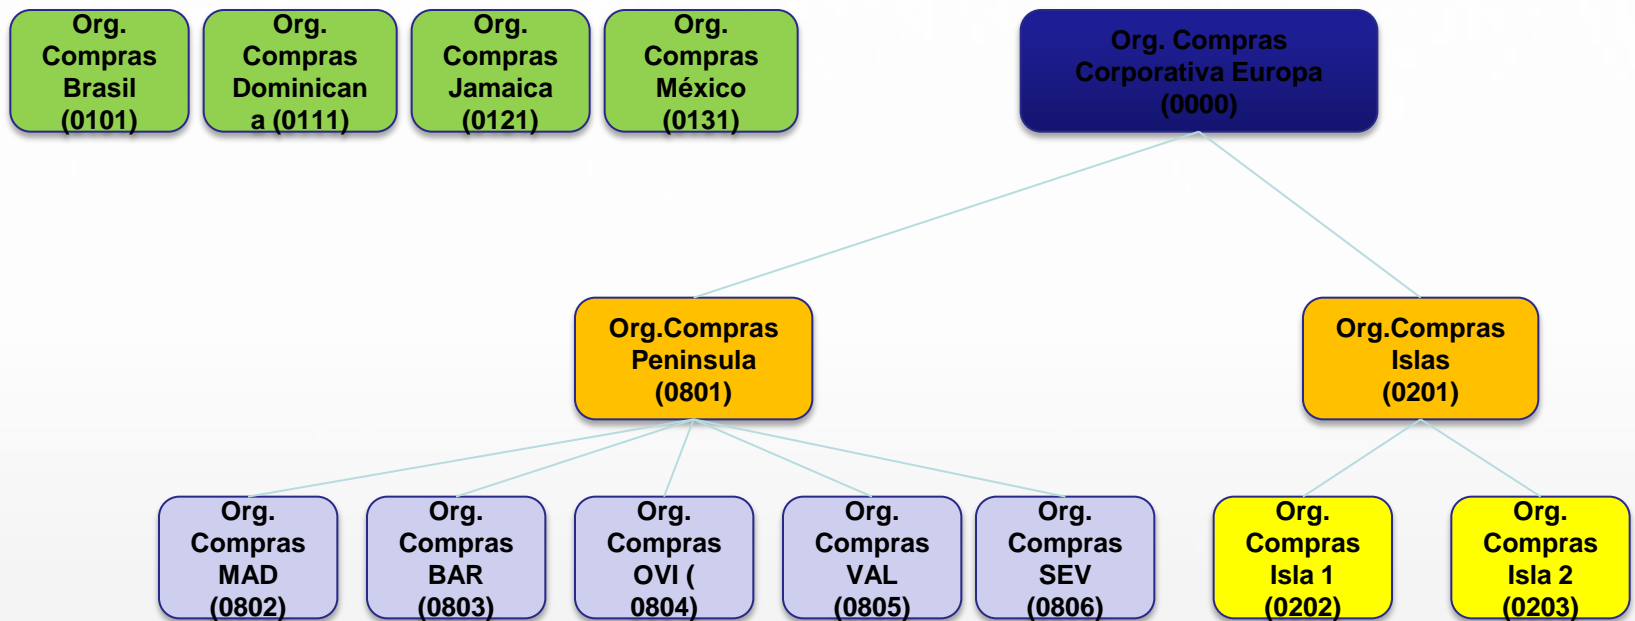 Org.
Compras
Brasil
(0101)
Org.
Compras
Dominican
a (0111)
Org.
Compras
Jamaica
(0121)
Org.
Compras
México
(0131)
Org. Compras
Corporativa Europa
(0000)
Org.Compras
Peninsula
(0801)
Org.Compras
Islas
(0201)
Org.
Compras
MAD
(0802)
Org.
Compras
BAR
(0803)
Org.
Compras
OVI (
0804)
Org.
Compras
VAL
(0805)
Org.
Compras
SEV
(0806)
Org.
Compras
Isla 1
(0202)
Org.
Compras
Isla 2
(0203)